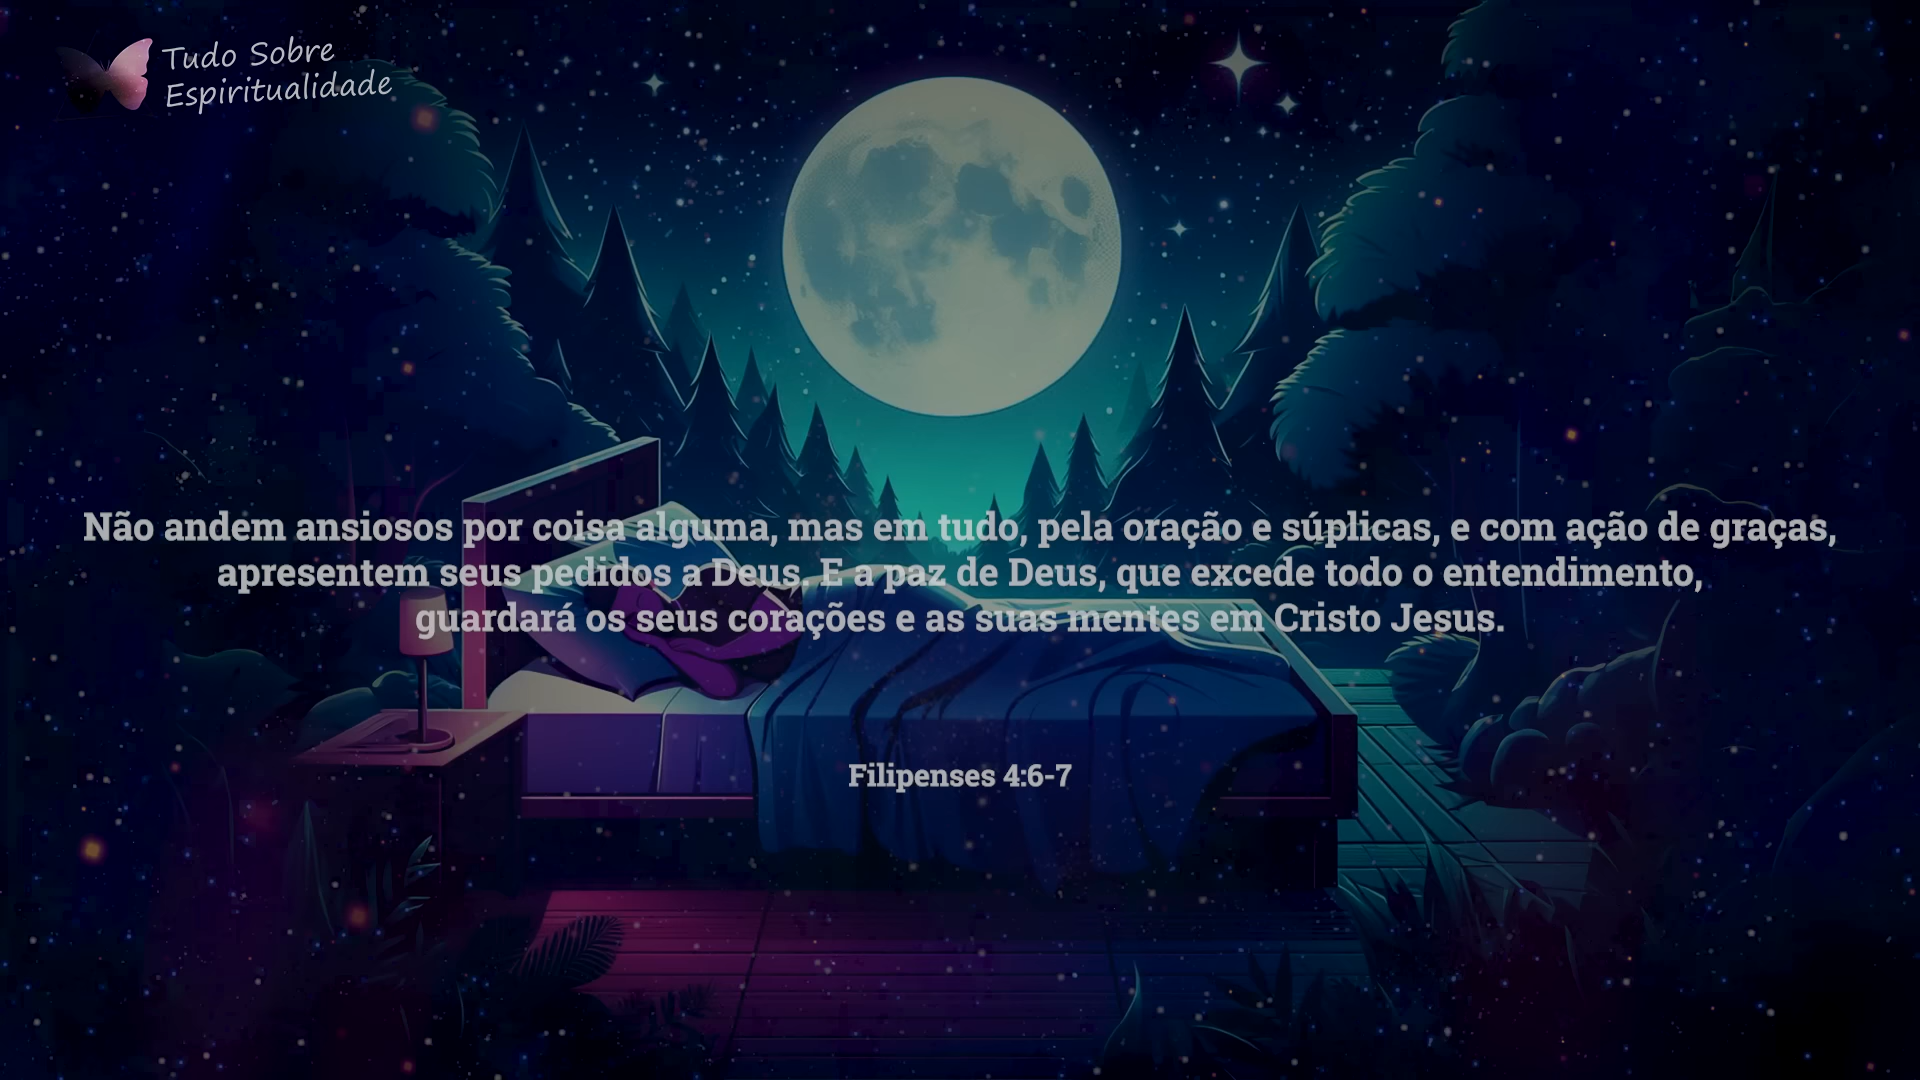 Tudo Sobre
Espiritualidade
Não andem ansiosos por coisa alguma, mas em tudo, pela oração e súplicas, e com ação de graças,
apresentem seus pedidos a Deus. E a paz de Deus, que excede todo o entendimento,
guardará os seus corações e as suas mentes em Cristo Jesus.
Filipenses 4:6-7